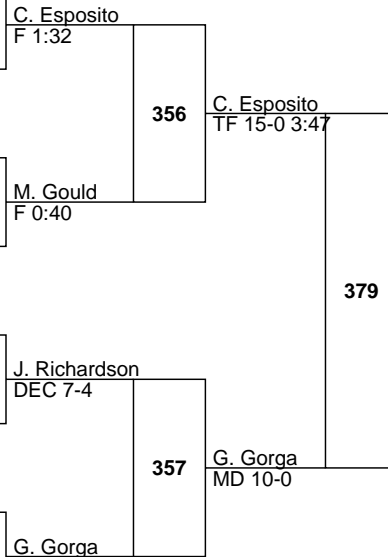 C. Esposito
F 1:32
356
C. Esposito
TF 15-0 3:47
M. Gould
F 0:40
379
J. Richardson
DEC 7-4
357
G. Gorga
MD 10-0
G. Gorga